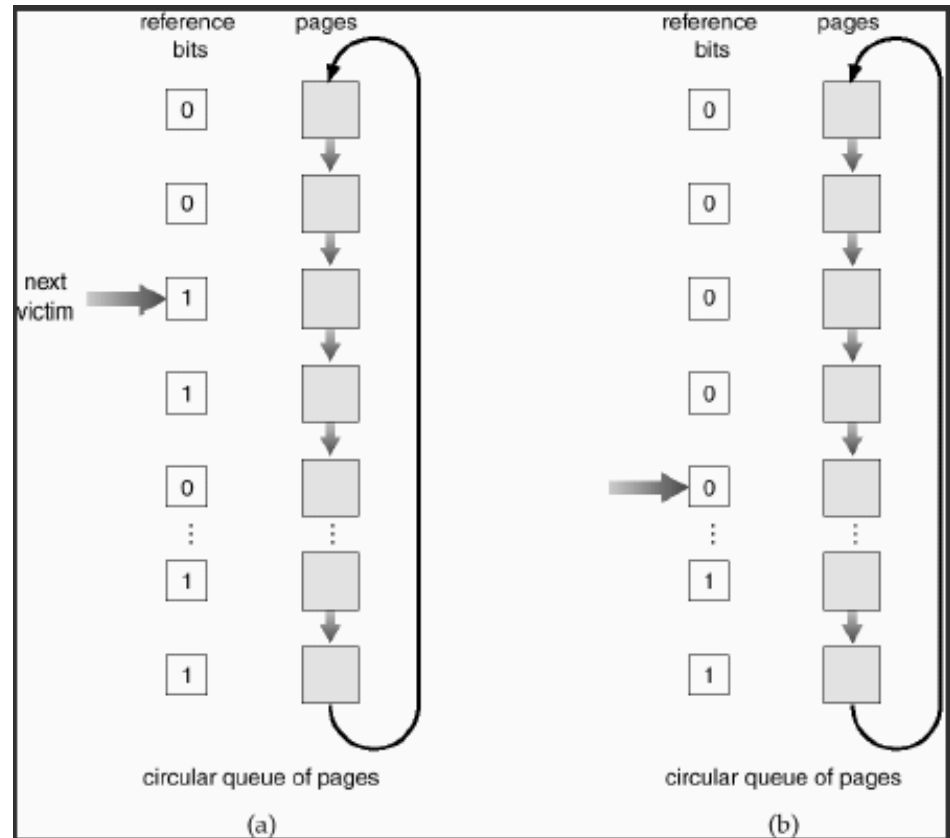 reference pages
bits
0
0
next
victim
1
1
0
1
1
circular queue of pages
(a)
reference pages
bits
0
0
0
0
0
1
1
circular queue of pages
(b)